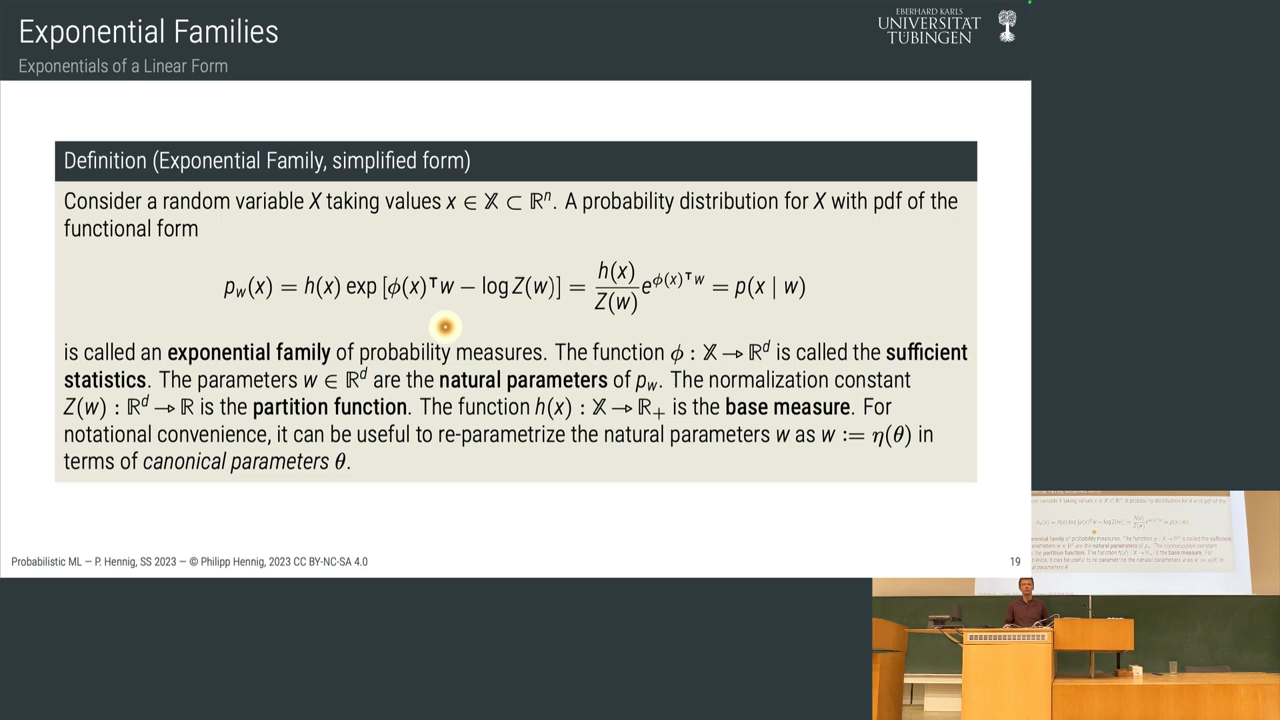 Exponential Families
Exponentials of a Linear Form
EBERHARD KARLS
UNIVERSITÄT
TÜBINGEN
Definition (Exponential Family, simplified form)
Consider a random variable X taking values x ∈ 𝕏 ⊂ ℝⁿ. A probability distribution for X with pdf of the
functional form
p_w(x) = h(x) exp [ϕ(x)ᵀw − log Z(w)] = h(x)/Z(w) e^{ϕ(x)ᵀw} = p(x | w)
is called an exponential family of probability measures. The function ϕ : 𝕏 → ℝᵈ is called the sufficient
statistics. The parameters w ∈ ℝᵈ are the natural parameters of p_w. The normalization constant
Z(w) : ℝᵈ → ℝ is the partition function. The function h(x) : 𝕏 → ℝ₊ is the base measure. For
notational convenience, it can be useful to re-parametrize the natural parameters w as w := η(θ) in
terms of canonical parameters θ.
Probabilistic ML — P. Hennig, SS 2023 — © Philipp Hennig, 2023 CC BY-NC-SA 4.0
19